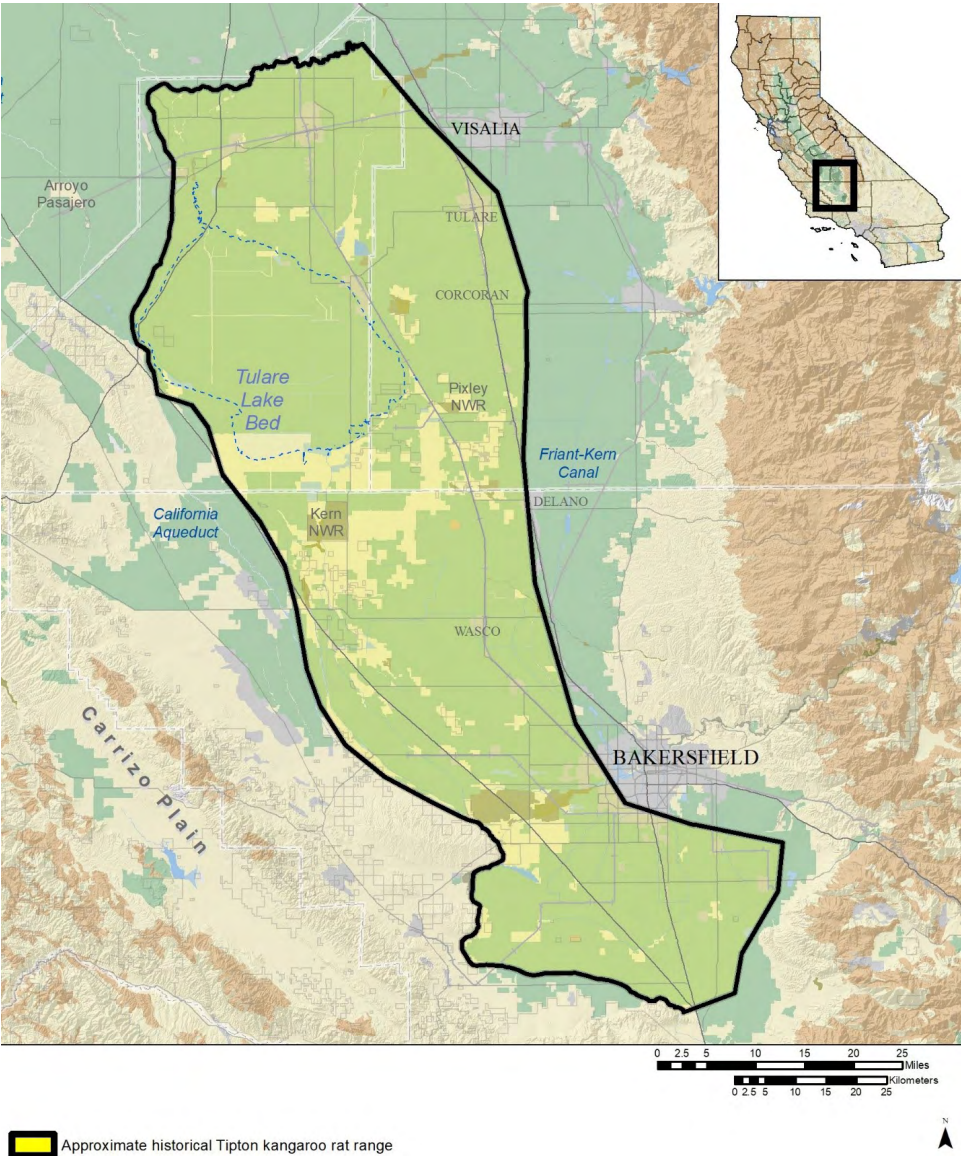 VISALIA
Arroyo
Pasajero
TULARE
CORCORAN
Tulare
Lake
Bed
Pixley
NWR
Friant-Kern
Canal
DELANO
California
Aqueduct
Kern
NWR
WASCO
Carrizo Plain
BAKERSFIELD
0 2.5 5 10 15 20 25
Miles
Kilometers
0 2.5 5 10 15 20 25
N
Approximate historical Tipton kangaroo rat range